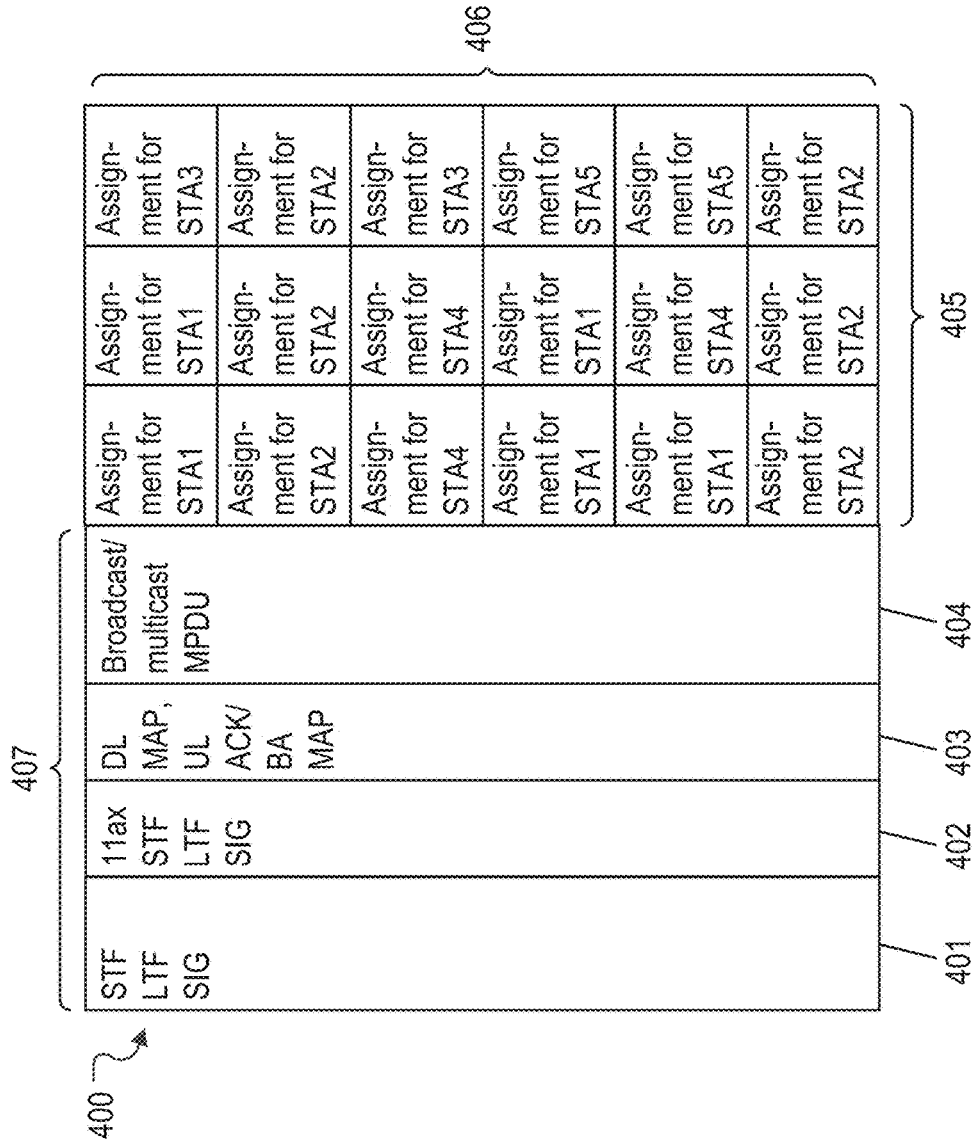 407
400
STF
LTF
SIG
11ax
STF
LTF
SIG
DL
MAP,
UL
ACK/
BA
MAP
Broadcast/
multicast
MPDU
Assign-
ment for
STA1
Assign-
ment for
STA1
Assign-
ment for
STA3
Assign-
ment for
STA2
Assign-
ment for
STA2
Assign-
ment for
STA2
Assign-
ment for
STA4
Assign-
ment for
STA4
Assign-
ment for
STA3
Assign-
ment for
STA1
Assign-
ment for
STA1
Assign-
ment for
STA5
Assign-
ment for
STA1
Assign-
ment for
STA4
Assign-
ment for
STA5
Assign-
ment for
STA2
Assign-
ment for
STA2
Assign-
ment for
STA2
406
401
402
403
404
405